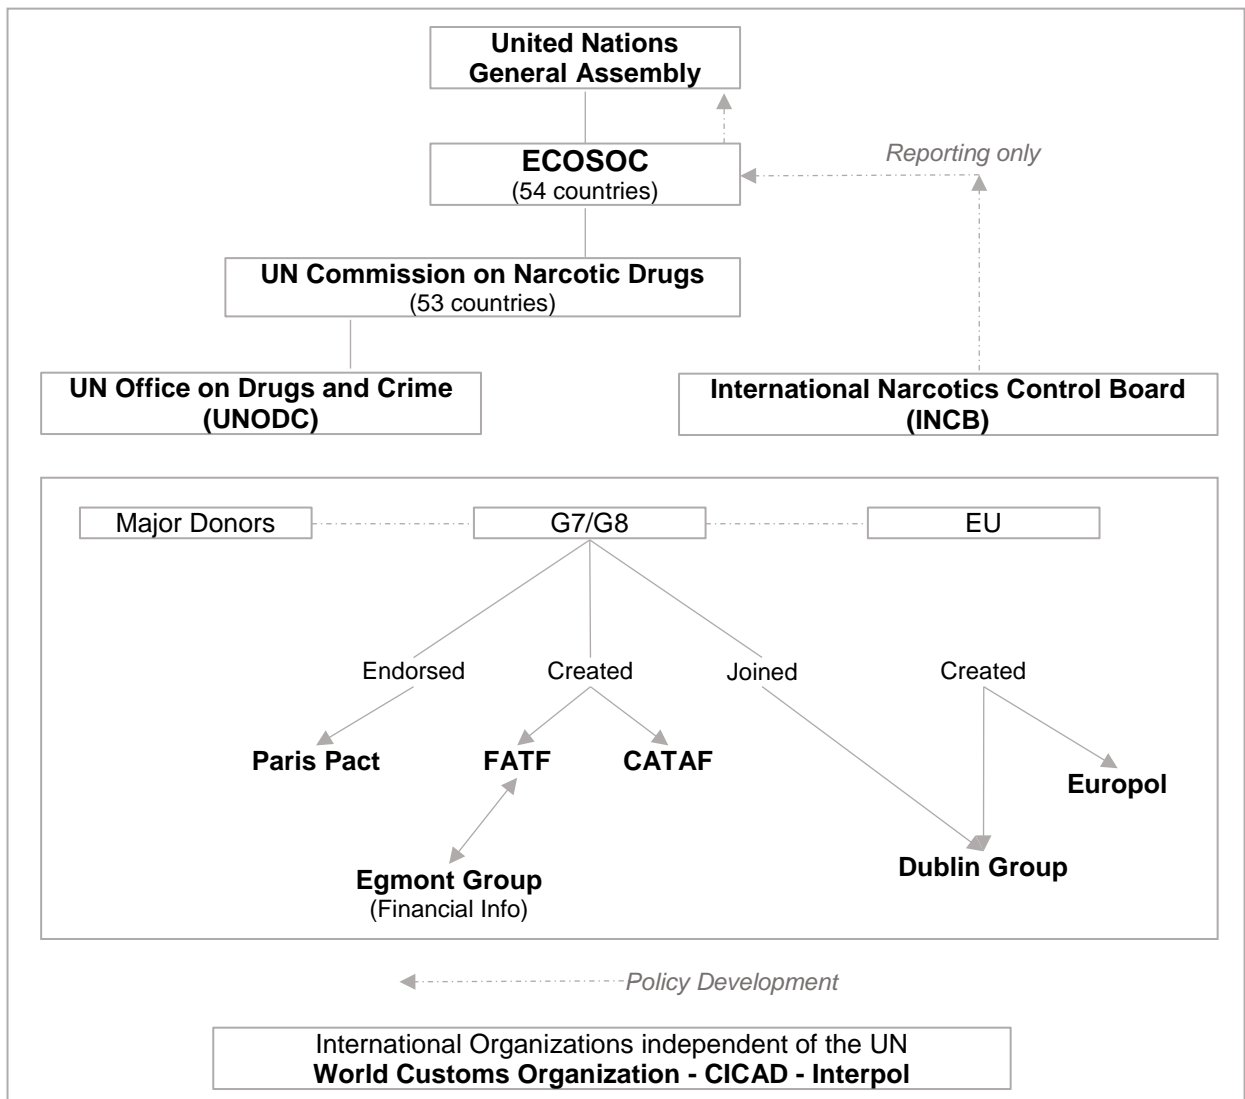 United Nations
General Assembly
ECOSOC
(54 countries)
Reporting only
UN Commission on Narcotic Drugs
(53 countries)
UN Office on Drugs and Crime
(UNODC)
International Narcotics Control Board
(INCB)
Major Donors
G7/G8
EU
Endorsed
Created
Joined
Created
Paris Pact
FATF
CATAF
Europol
Dublin Group
Egmont Group
(Financial Info)
Policy Development
International Organizations independent of the UN
World Customs Organization - CICAD - Interpol